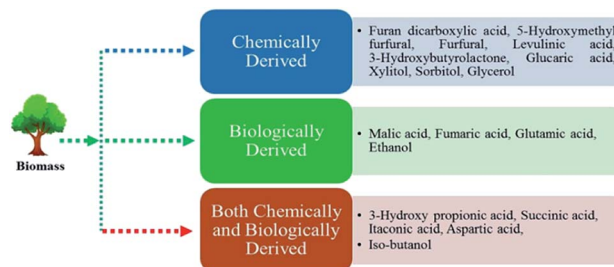 Biomass
Chemically
Derived
• Furan dicarboxylic acid, 5-Hydroxymethyl
furfural, Furfural, Levulinic acid,
3-Hydroxybutyrolactone, Glucaric acid,
Xylitol, Sorbitol, Glycerol
Biologically
Derived
• Malic acid, Fumaric acid, Glutamic acid,
Ethanol
Both Chemically
and Biologically
Derived
• 3-Hydroxy propionic acid, Succinic acid,
Itaconic acid, Aspartic acid,
• Iso-butanol